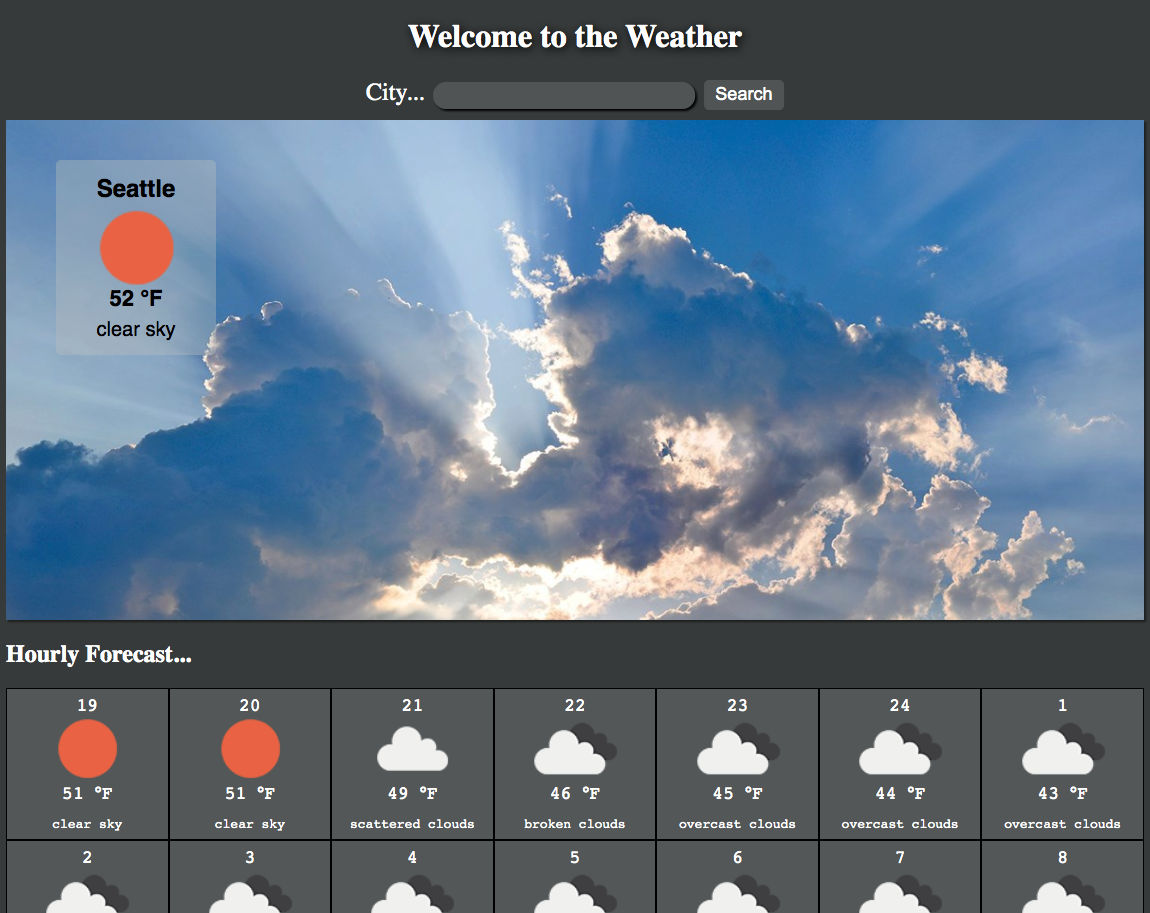 Welcome to the Weather
City... Search
Seattle
52 °F
clear sky
Hourly Forecast...
19 20 21 22 23 24 1
51 °F 51 °F 49 °F 46 °F 45 °F 44 °F 43 °F
clear sky clear sky scattered clouds broken clouds overcast clouds overcast clouds overcast clouds
2 3 4 5 6 7 8